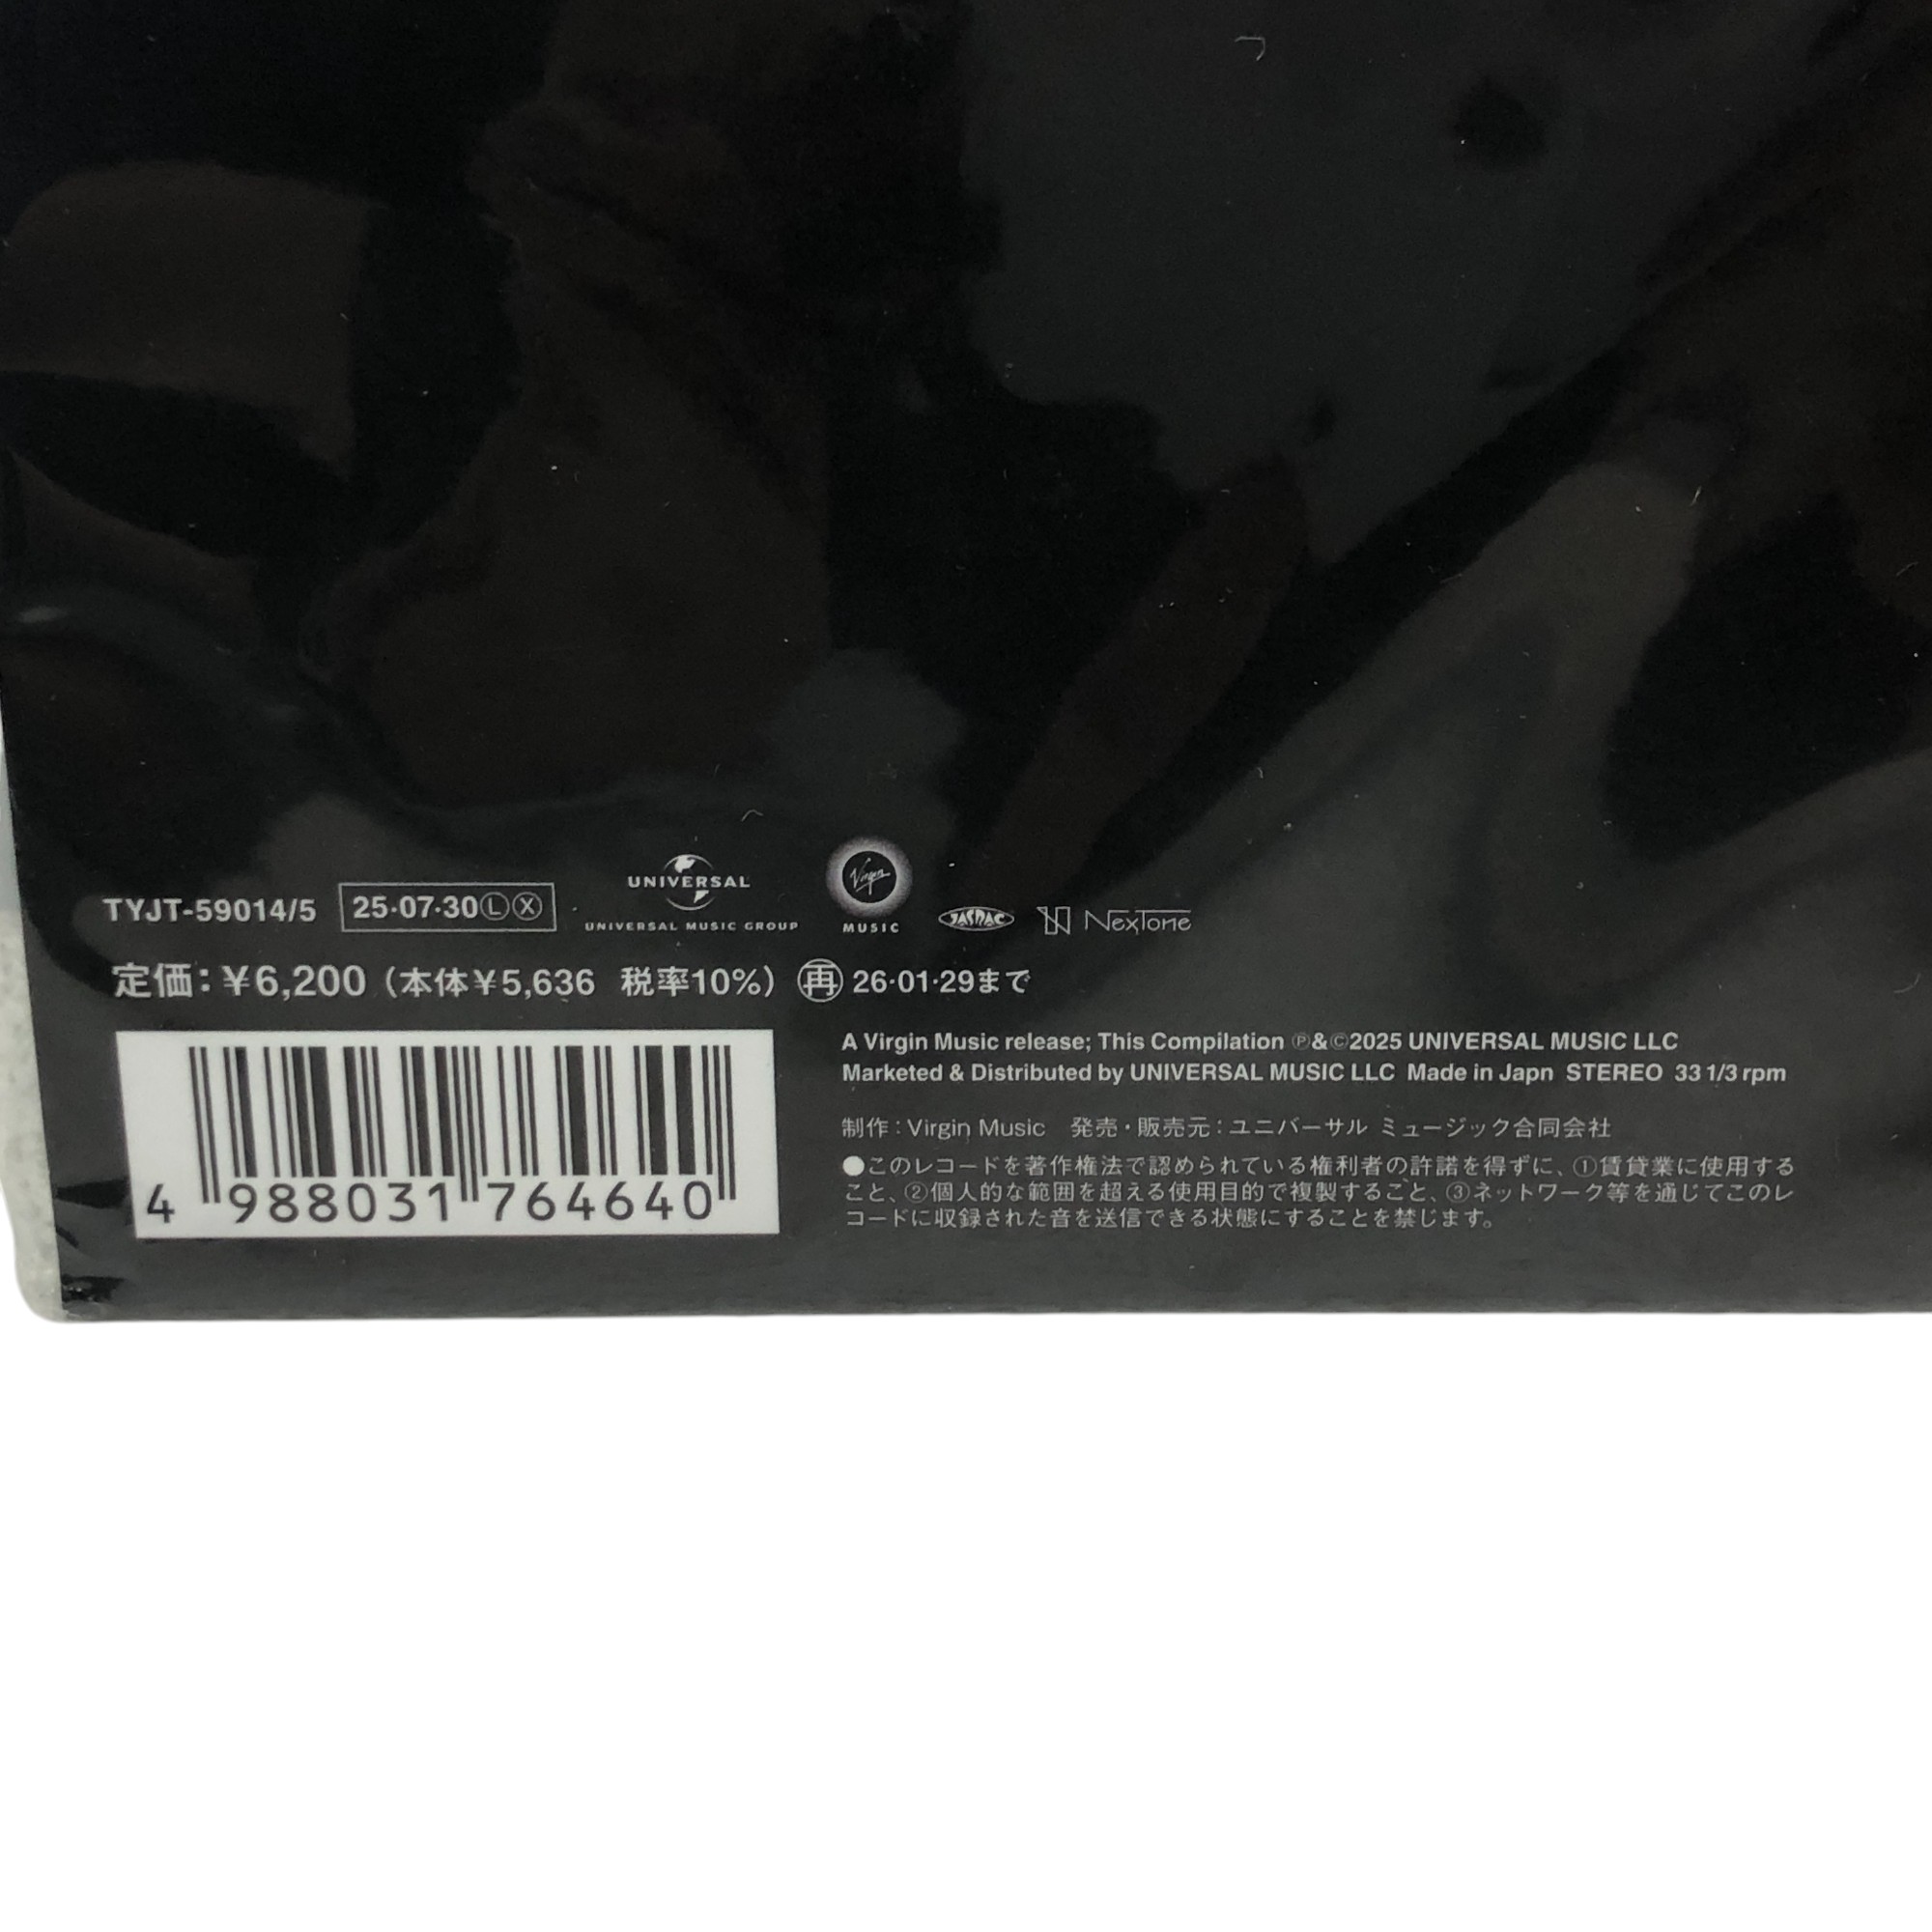 TYJT-59014/5 25・07・30ⓁⓍ
UNIVERSAL
UNIVERSAL MUSIC GROUP
Virgin
MUSIC
JASRAC
NexTone
定価：￥6,200（本体￥5,636 税率10%）㊢26・01・29まで
4 988031 764640
A Virgin Music release; This Compilation Ⓟ&©2025 UNIVERSAL MUSIC LLC
Marketed & Distributed by UNIVERSAL MUSIC LLC Made in Japn STEREO 33 1/3 rpm
制作：Virgin Music 発売・販売元：ユニバーサル ミュージック合同会社
●このレコードを著作権法で認められている権利者の許諾を得ずに、①賃貸業に使用する
こと、②個人的な範囲を超える使用目的で複製すること、③ネットワーク等を通じてこのレ
コードに収録された音を送信できる状態にすることを禁じます。